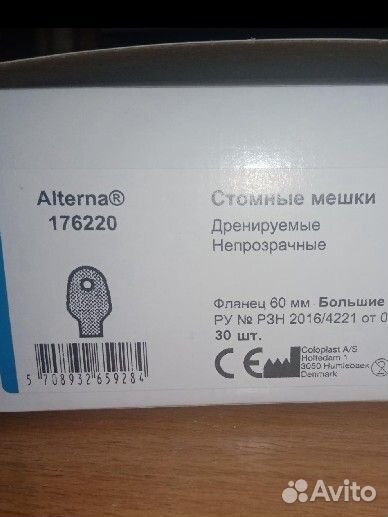 Alterna®
176220
Стомные мешки
Дренируемые
Непрозрачные
Фланец 60 мм Большие
РУ № РЗН 2016/4221 от 0
30 шт.
CE
Coloplast A/S
Holtedam 1
3050 Humlebaek
Denmark
5 708932 659284
Avito